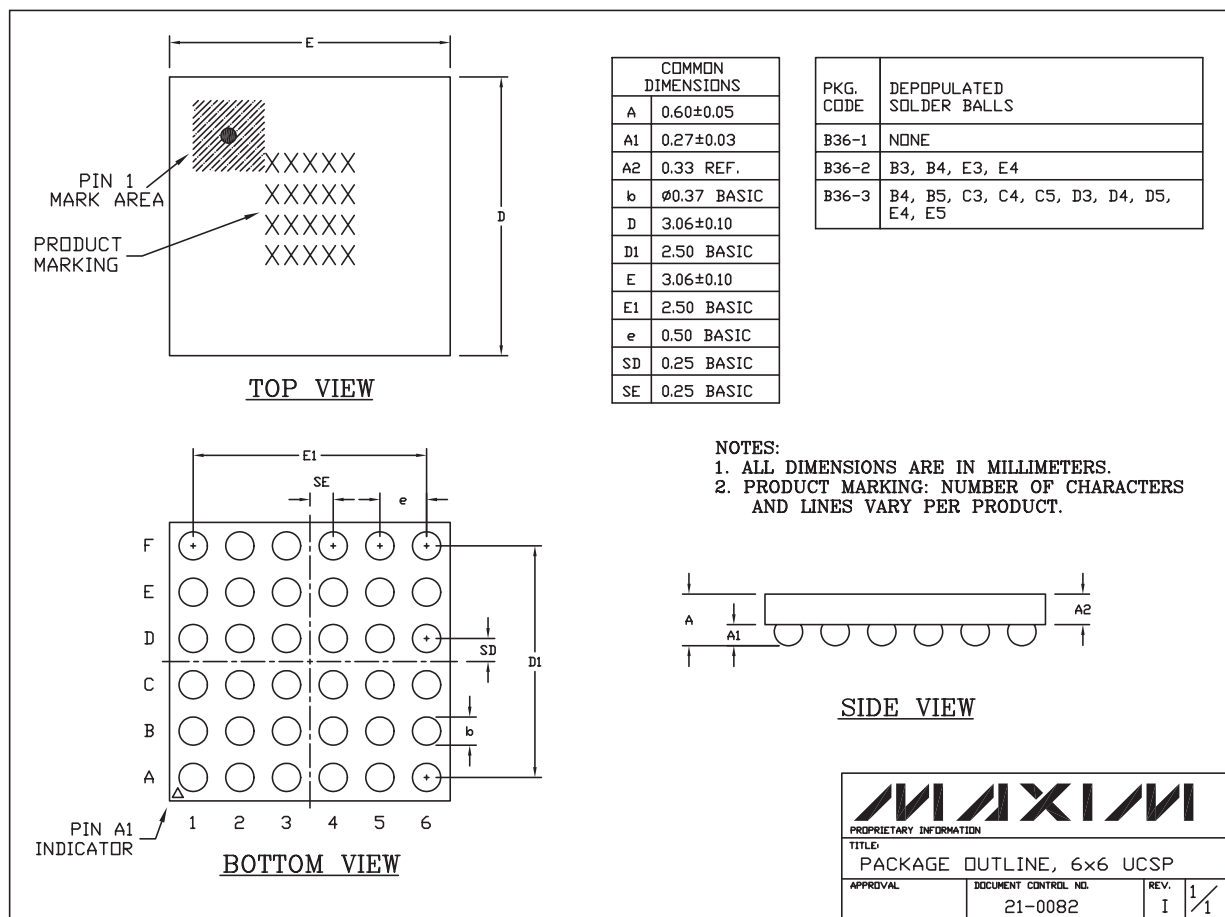 E
D
PIN 1
MARK AREA
XXXXX
XXXXX
XXXXX
XXXXX
PRODUCT
MARKING
TOP VIEW
COMMON
DIMENSIONS
A 0.60±0.05
A1 0.27±0.03
A2 0.33 REF.
b Ø0.37 BASIC
D 3.06±0.10
D1 2.50 BASIC
E 3.06±0.10
E1 2.50 BASIC
e 0.50 BASIC
SD 0.25 BASIC
SE 0.25 BASIC
PKG. CODE DEPOPULATED SOLDER BALLS
B36-1 NONE
B36-2 B3, B4, E3, E4
B36-3 B4, B5, C3, C4, C5, D3, D4, D5,
E4, E5
NOTES:
1. ALL DIMENSIONS ARE IN MILLIMETERS.
2. PRODUCT MARKING: NUMBER OF CHARACTERS
AND LINES VARY PER PRODUCT.
E1
SE
e
F
E
D
C
B
A
SD
D1
b
1 2 3 4 5 6
PIN A1
INDICATOR
BOTTOM VIEW
A
A1
A2
SIDE VIEW
MAXIM
PROPRIETARY INFORMATION
TITLE:
PACKAGE OUTLINE, 6x6 UCSP
APPROVAL
DOCUMENT CONTROL NO.
21-0082
REV.
I
1/1